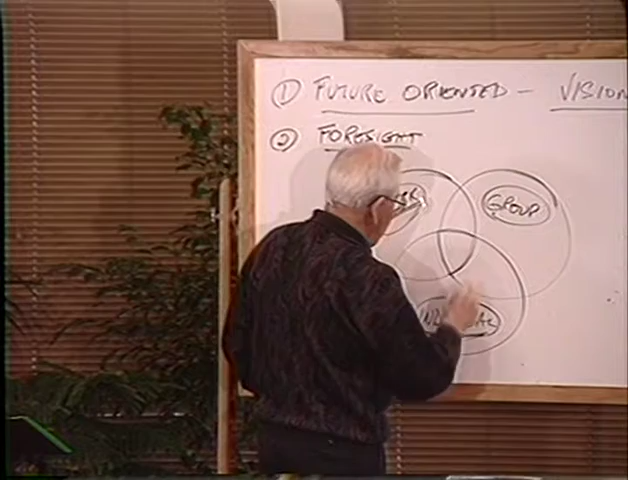 ① FUTURE ORIENTED - VISION
② FORESIGHT
GROUP